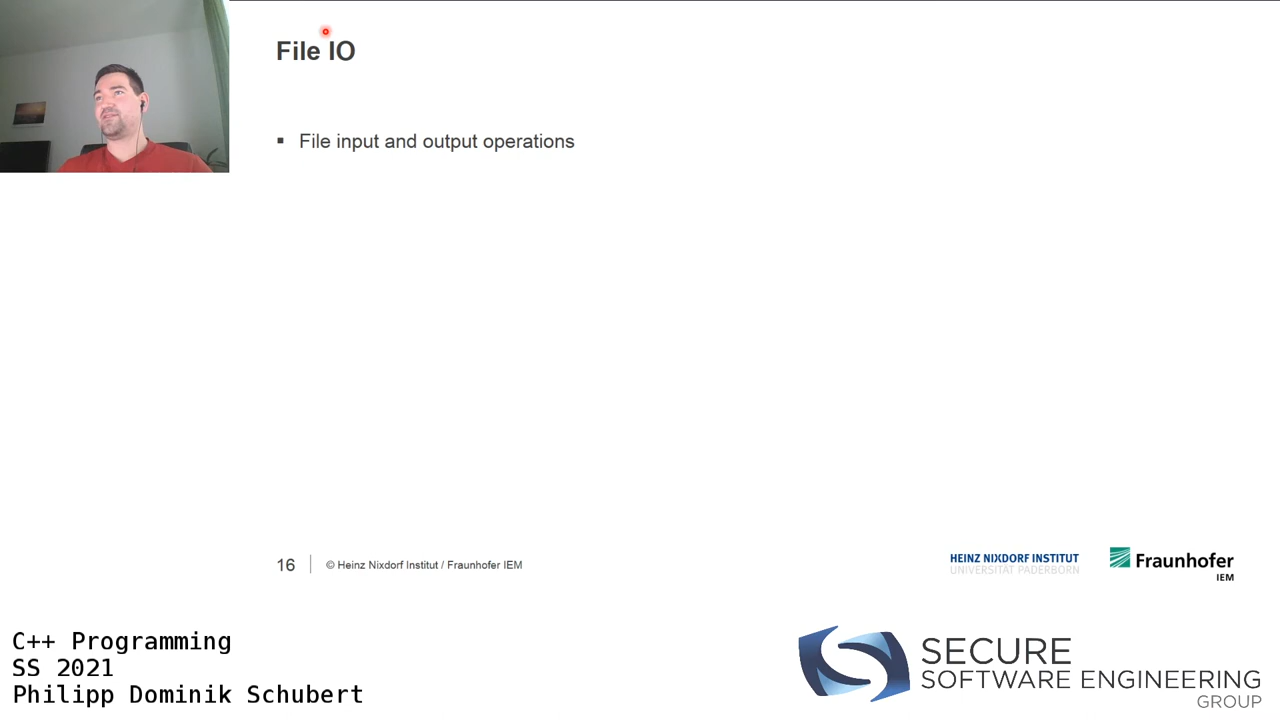 File IO
▪ File input and output operations
16 © Heinz Nixdorf Institut / Fraunhofer IEM
HEINZ NIXDORF INSTITUT
UNIVERSITÄT PADERBORN
Fraunhofer
IEM
C++ Programming
SS 2021
Philipp Dominik Schubert
SECURE
SOFTWARE ENGINEERING
GROUP